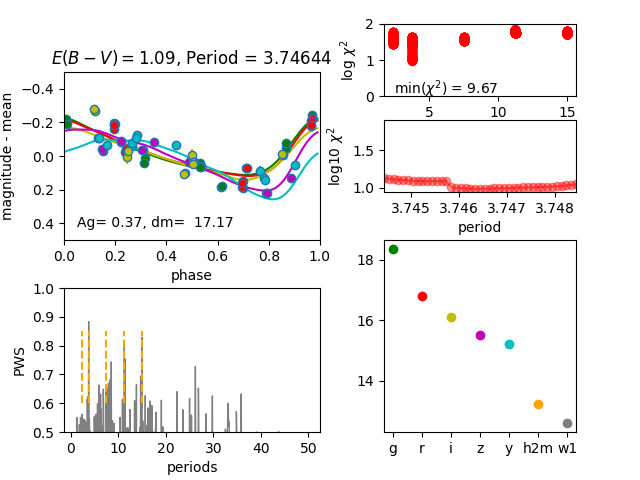 E(B − V) = 1.09, Period = 3.74644
magnitude - mean
−0.4
−0.2
0.0
0.2
0.4
Ag= 0.37, dm= 17.17
0.0 0.2 0.4 0.6 0.8 1.0
phase
log χ²
2
1
0
min(χ²) = 9.67
5 10 15
log10 χ²
1.5
1.0
3.745 3.746 3.747 3.748
period
PWS
1.0
0.9
0.8
0.7
0.6
0.5
0 10 20 30 40 50
periods
18
16
14
g r i z y h2m w1